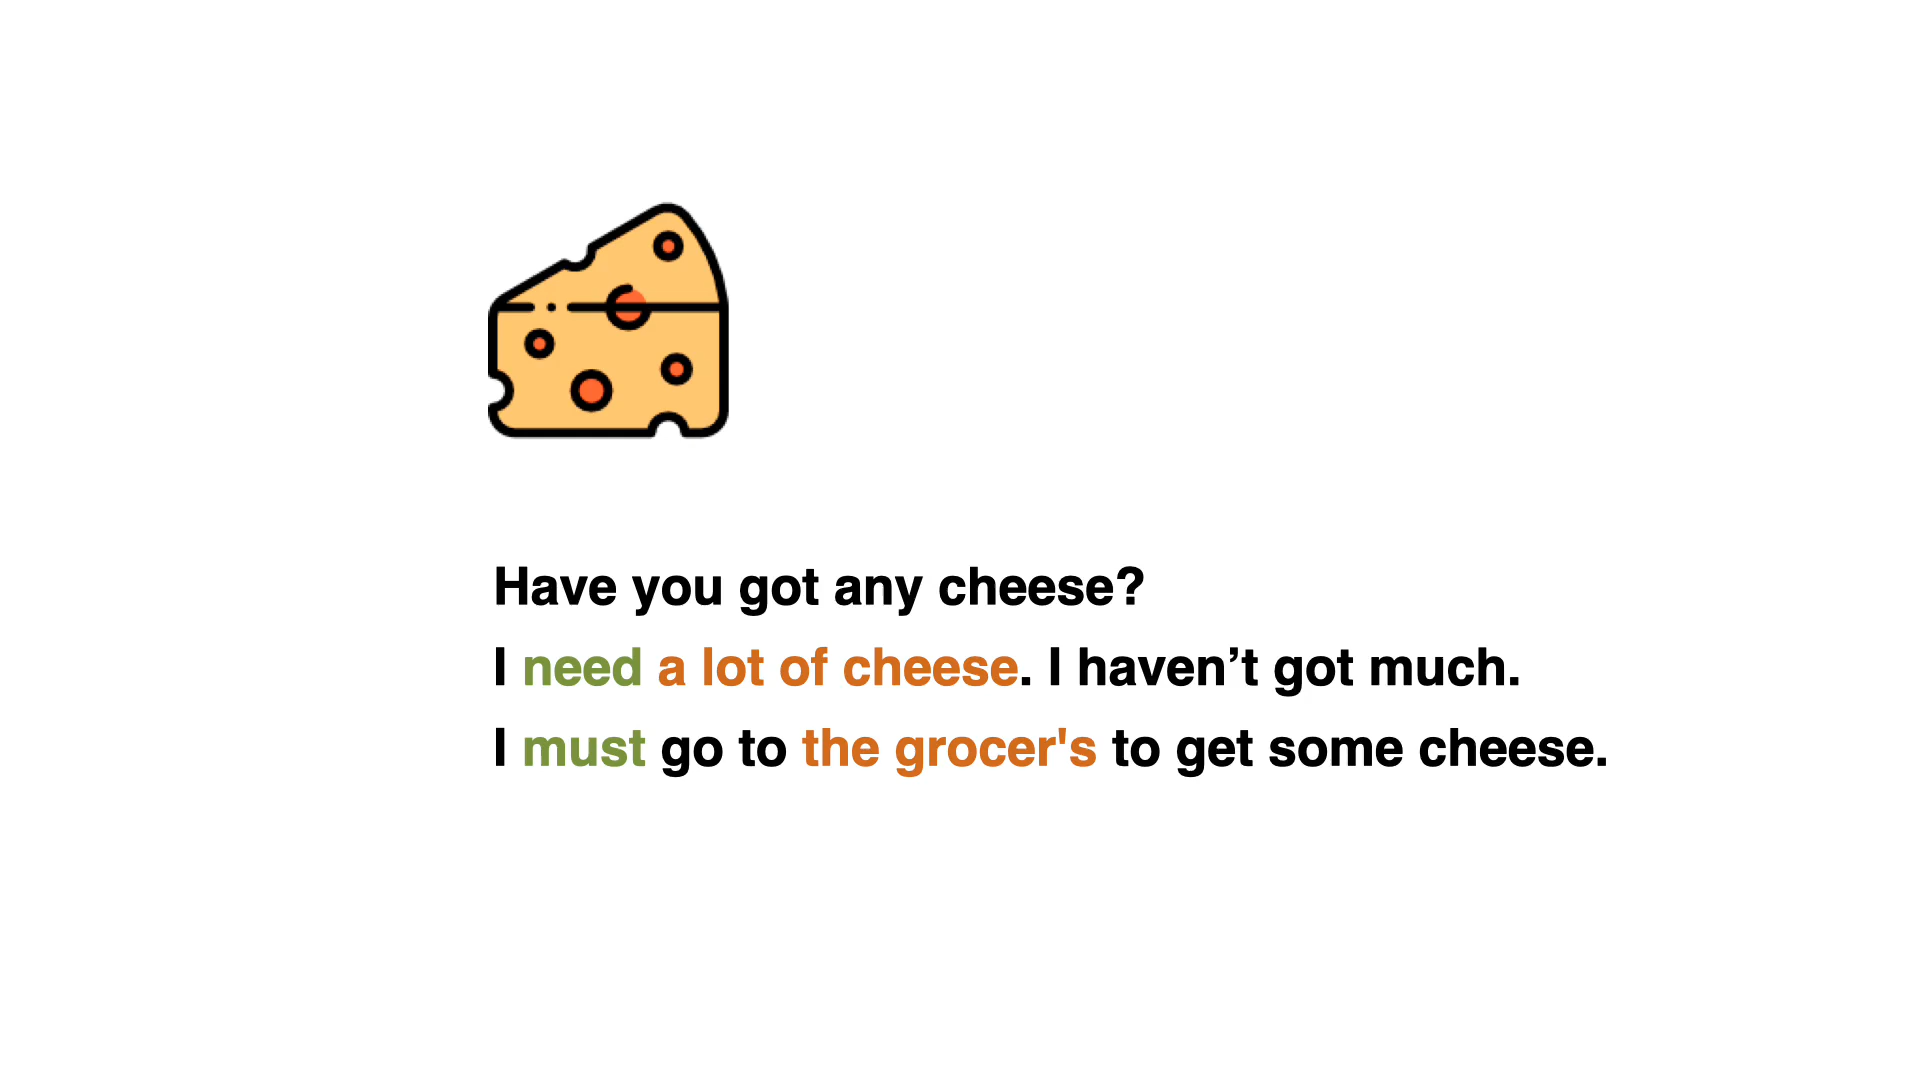 Have you got any cheese?
I need a lot of cheese. I haven’t got much.
I must go to the grocer's to get some cheese.